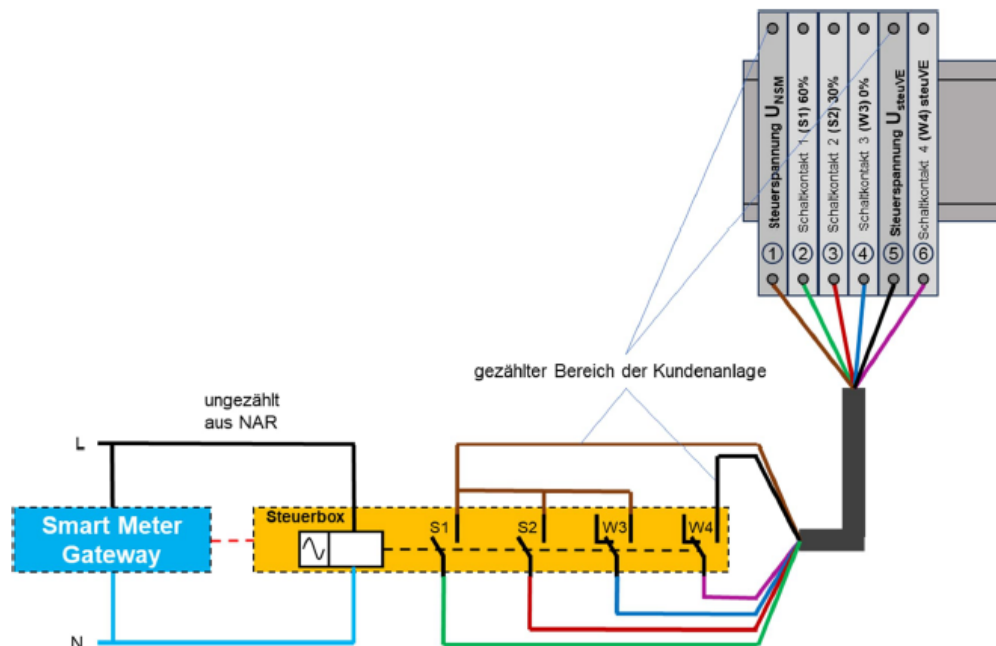 Steuerspannung U_NSM
Schaltkontakt 1 (S1) 60%
Schaltkontakt 2 (S2) 30%
Schaltkontakt 3 (W3) 0%
Steuerspannung U_steuVE
Schaltkontakt 4 (W4) steuVE
1 2 3 4 5 6
gezählter Bereich der Kundenanlage
ungezählt
aus NAR
L
Steuerbox
S1 S2 W3 W4
Smart Meter
Gateway
N